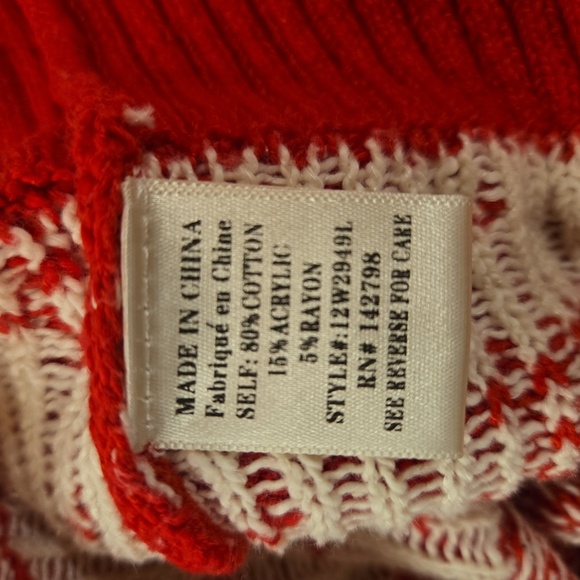 MADE IN CHINA
Fabriqué en Chine
SELF: 80%COTTON
15%ACRYLIC
5%RAYON
STYLE#:12W2949L
RN# 142798
SEE REVERSE FOR CARE